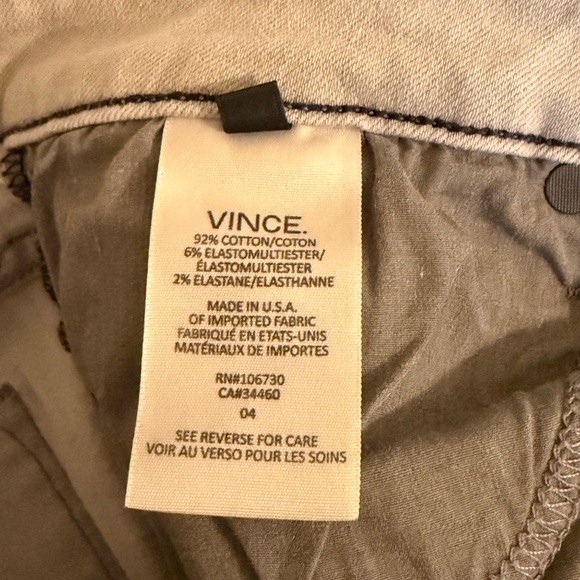 VINCE.
92% COTTON/COTON
6% ELASTOMULTIESTER/
ÉLASTOMULTIESTER
2% ELASTANE/ELASTHANNE
MADE IN U.S.A.
OF IMPORTED FABRIC
FABRIQUÉ EN ETATS-UNIS
MATÉRIAUX DE IMPORTES
RN#106730
CA#34460
04
SEE REVERSE FOR CARE
VOIR AU VERSO POUR LES SOINS